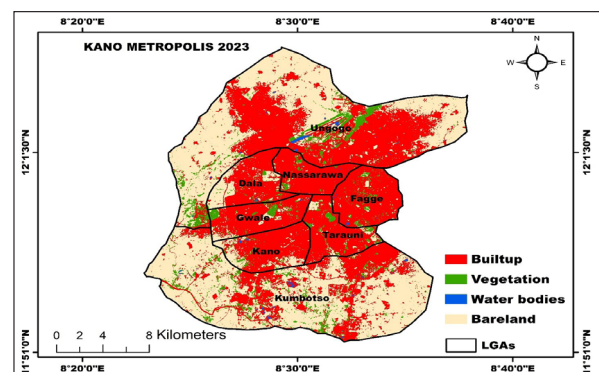 8°20'0"E 8°30'0"E 8°40'0"E
KANO METROPOLIS 2023
N
W E
S
Ungogo
12°1'30"N 12°1'30"N
Nassarawa
Dala
Fagge
Gwale
Tarauni
Kano
Kumbotso
Builtup
Vegetation
Water bodies
Bareland
LGAs
0 2 4 8 Kilometers
11°51'0"N 11°51'0"N
8°20'0"E 8°30'0"E 8°40'0"E